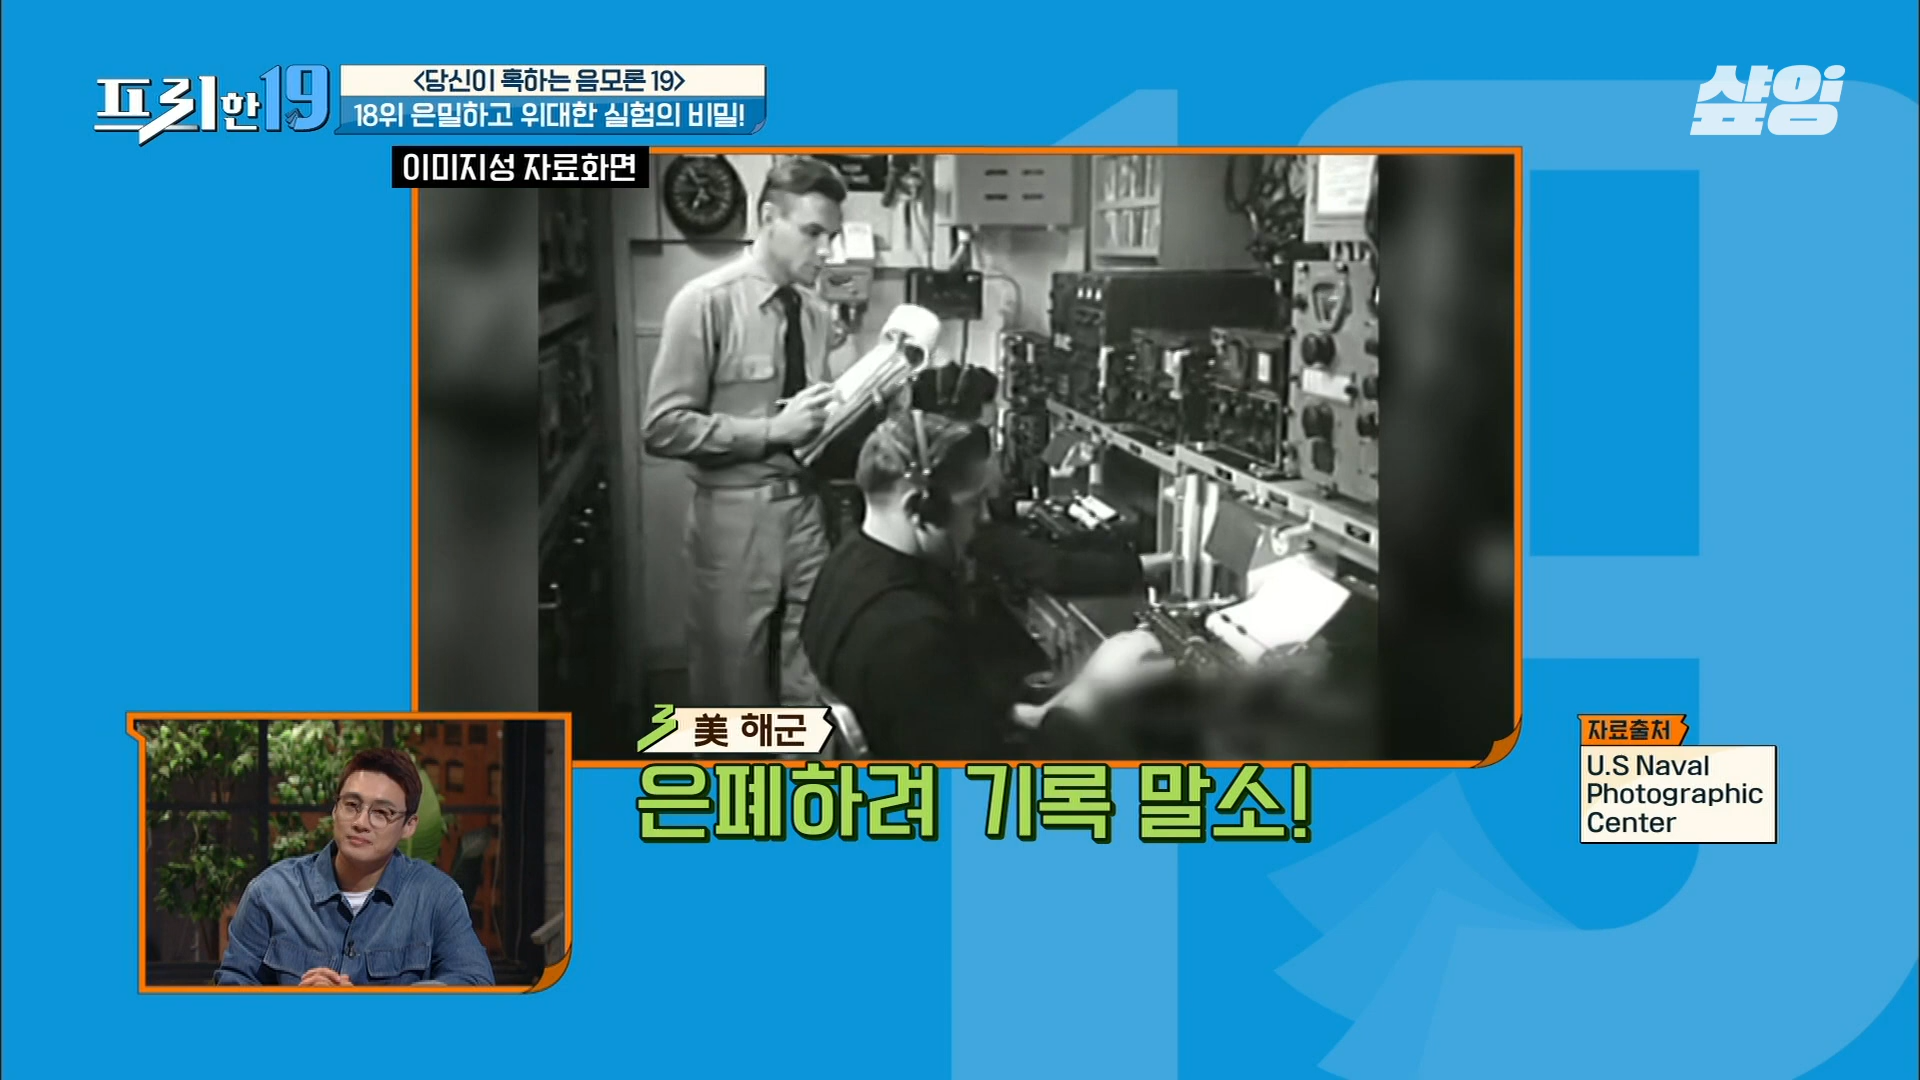 프리한19
<당신이 혹하는 음모론 19>
18위 은밀하고 위대한 실험의 비밀!
샾잉
이미지성 자료화면
美 해군
은폐하려 기록 말소!
자료출처
U.S Naval
Photographic
Center